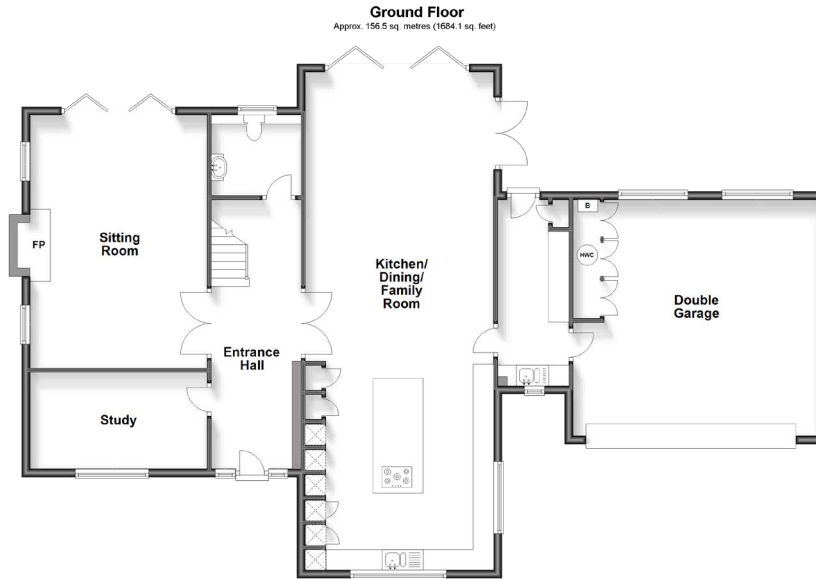 Ground Floor
Approx. 156.5 sq. metres (1684.1 sq. feet)
FP
Sitting
Room
Kitchen/
Dining/
Family
Room
B
HWC
Double
Garage
Entrance
Hall
Study